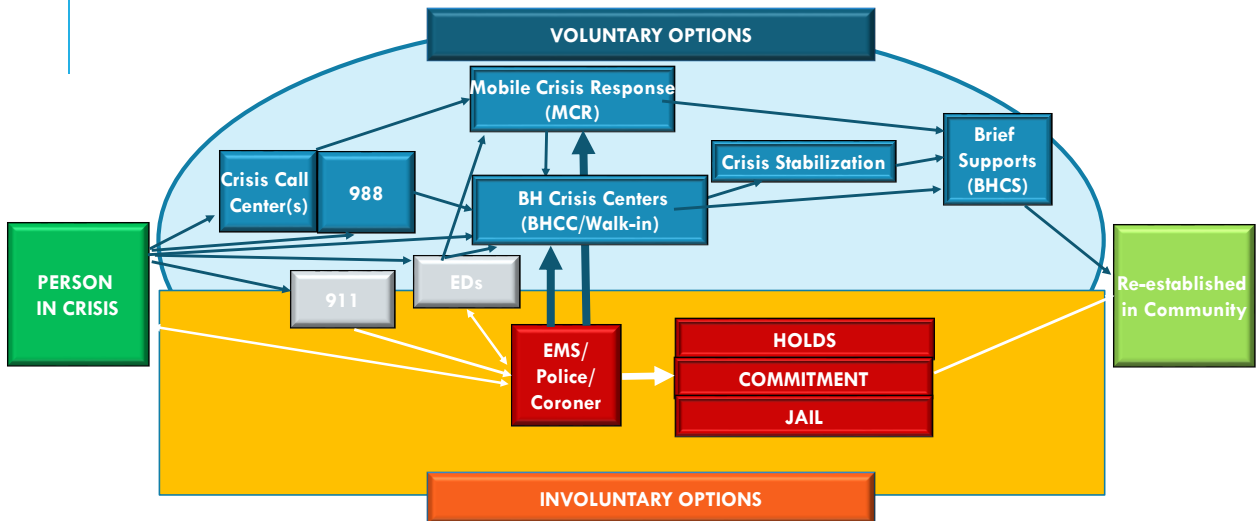 VOLUNTARY OPTIONS
Mobile Crisis Response
(MCR)
Brief
Supports
(BHCS)
Crisis Stabilization
Crisis Call
Center(s)
988
BH Crisis Centers
(BHCC/Walk-in)
PERSON
IN CRISIS
911
EDs
Re-established
in Community
EMS/
Police/
Coroner
HOLDS
COMMITMENT
JAIL
INVOLUNTARY OPTIONS